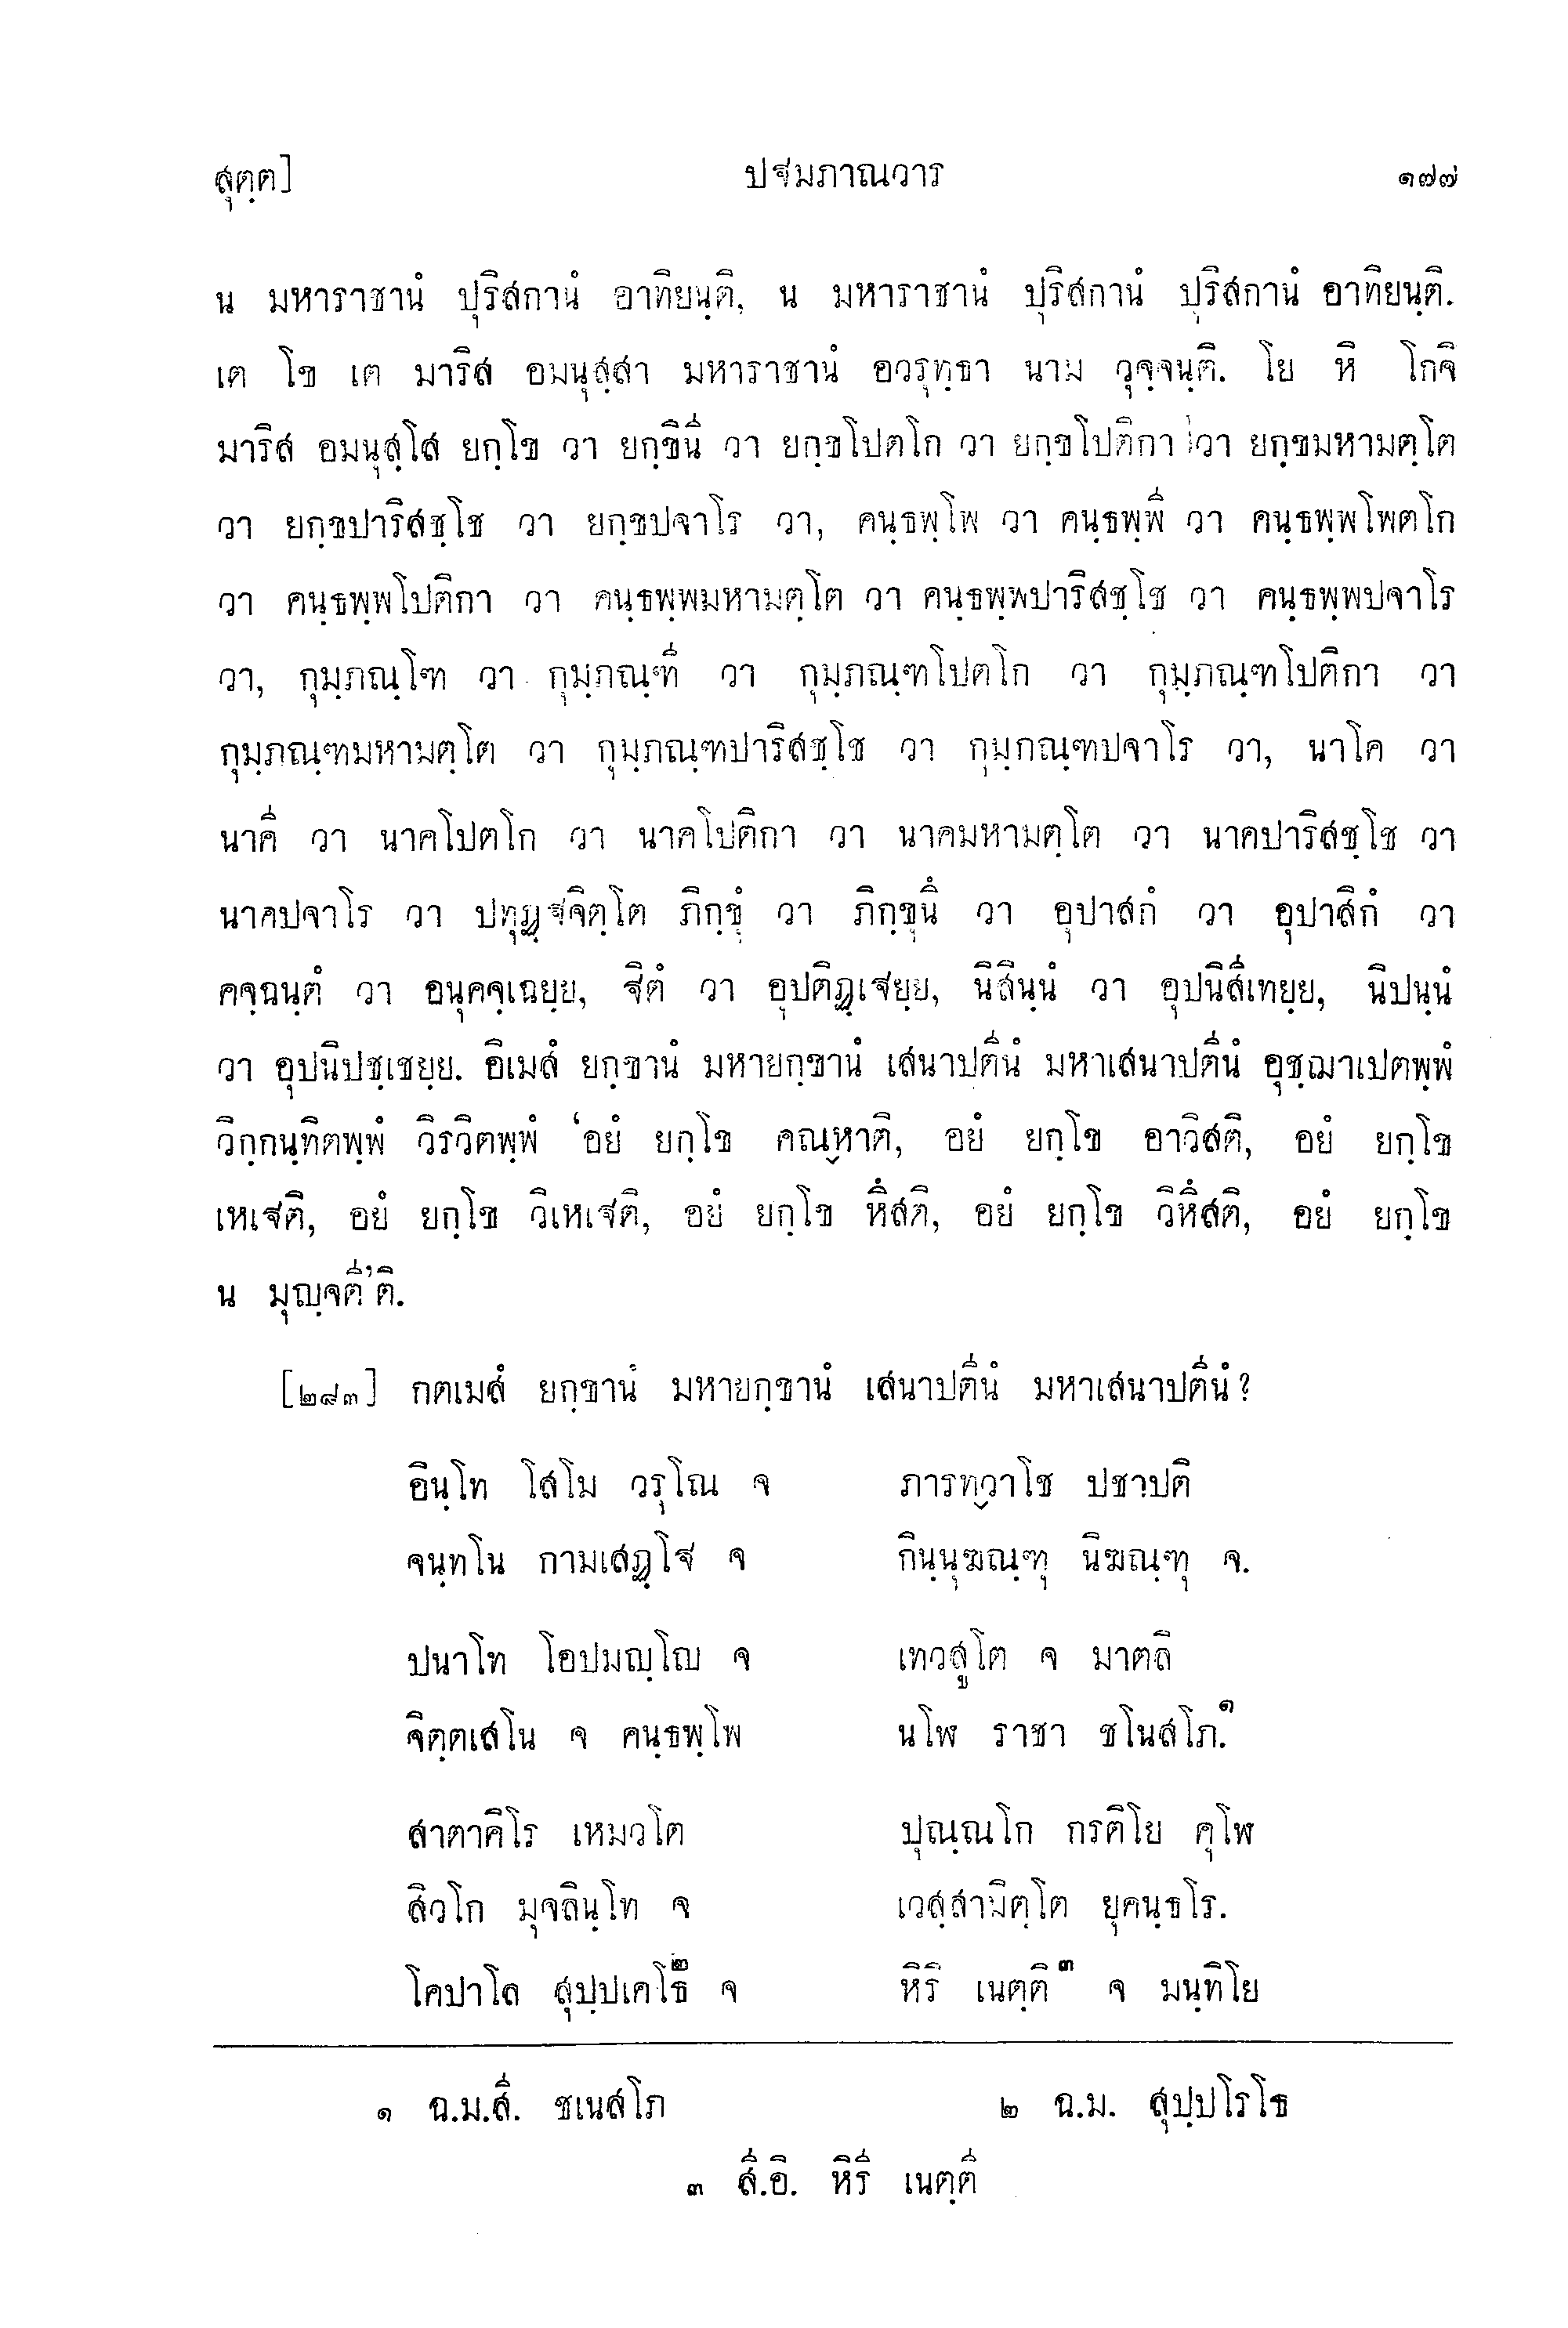 สุตฺต] ปฐมภาณวาร ๑๗๗
น มหาราชานํ ปุริสกานํ อาทิยนฺติ, น มหาราชานํ ปุริสกานํ ปุริสกานํ อาทิยนฺติ.
เต โข เต มาริส อมนุสฺสา มหาราชานํ อวรุทฺธา นาม วุจฺจนฺติ. โย หิ โกจิ
มาริส อมนุสฺโส ยกฺโข วา ยกฺขินี วา ยกฺขโปตโก วา ยกฺขโปติกา วา ยกฺขมหามตฺโต
วา ยกฺขปาริสชฺโช วา ยกฺขปจาโร วา, คนฺธพฺโพ วา คนฺธพฺพี วา คนฺธพฺพโพตโก
วา คนฺธพฺพโปติกา วา คนฺธพฺพมหามตฺโต วา คนฺธพฺพปาริสชฺโช วา คนฺธพฺพปจาโร
วา, กุมฺภณฺโฑ วา กุมฺภณฺฑี วา กุมฺภณฺฑโปตโก วา กุมฺภณฺฑโปติกา วา
กุมฺภณฺฑมหามตฺโต วา กุมฺภณฺฑปาริสชฺโช วา กุมฺภณฺฑปจาโร วา, นาโค วา
นาคี วา นาคโปตโก วา นาคโปติกา วา นาคมหามตฺโต วา นาคปาริสชฺโช วา
นาคปจาโร วา ปทุฏฺฐจิตฺโต ภิกฺขุํ วา ภิกฺขุนึ วา อุปาสกํ วา อุปาสิกํ วา
คจฺฉนฺตํ วา อนุคจฺเฉยฺย, ฐิตํ วา อุปติฏฺเฐยฺย, นิสินฺนํ วา อุปนิสีเทยฺย, นิปนฺนํ
วา อุปนิปชฺเชยฺย. อิเมสํ ยกฺขานํ มหายกฺขานํ เสนาปตีนํ มหาเสนาปตีนํ อุชฺฌาเปตพฺพํ
วิกฺกนฺทิตพฺพํ วิรวิตพฺพํ ‘อยํ ยกฺโข คณฺหาติ, อยํ ยกฺโข อาวิสติ, อยํ ยกฺโข
เหเฐติ, อยํ ยกฺโข วิเหเฐติ, อยํ ยกฺโข หึสติ, อยํ ยกฺโข วิหึสติ, อยํ ยกฺโข
น มุญฺจตี’ติ.
[๒๘๓] กตเมสํ ยกฺขานํ มหายกฺขานํ เสนาปตีนํ มหาเสนาปตีนํ?
อินฺโท โสโม วรุโณ จ ภารทฺวาโช ปชาปติ
จนฺทโน กามเสฏฺโฐ จ กินฺนุฆณฺฑุ นิฆณฺฑุ จ.
ปนาโท โอปมญฺโญ จ เทวสูโต จ มาตลิ
จิตฺตเสโน จ คนฺธพฺโพ นโฬ ราชา ชโนสโภ.๑
สาตาคิโร เหมวโต ปุณฺณโก กรติโย คุโฬ
สิวโก มุจลินฺโท จ เวสฺสามิตฺโต ยุคนฺธโร.
โคปาโล สุปฺปเคโธ๒ จ หิริ เนตฺติ๓ จ มนฺทิโย
๑ ฉ.ม.สี. ชเนสโภ ๒ ฉ.ม. สุปฺปโรโธ
๓ สี.อิ. หิรี เนตฺตี